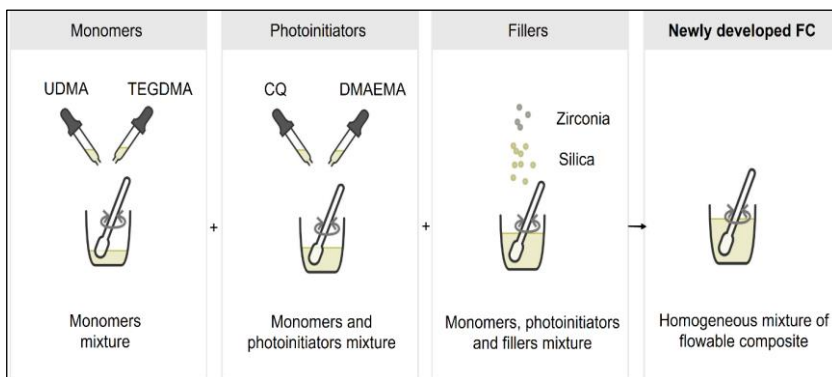 Monomers
UDMA TEGDMA
Monomers
mixture
+
Photoinitiators
CQ DMAEMA
Monomers and
photoinitiators mixture
+
Fillers
Zirconia
Silica
Monomers, photoinitiators
and fillers mixture
Newly developed FC
Homogeneous mixture of
flowable composite